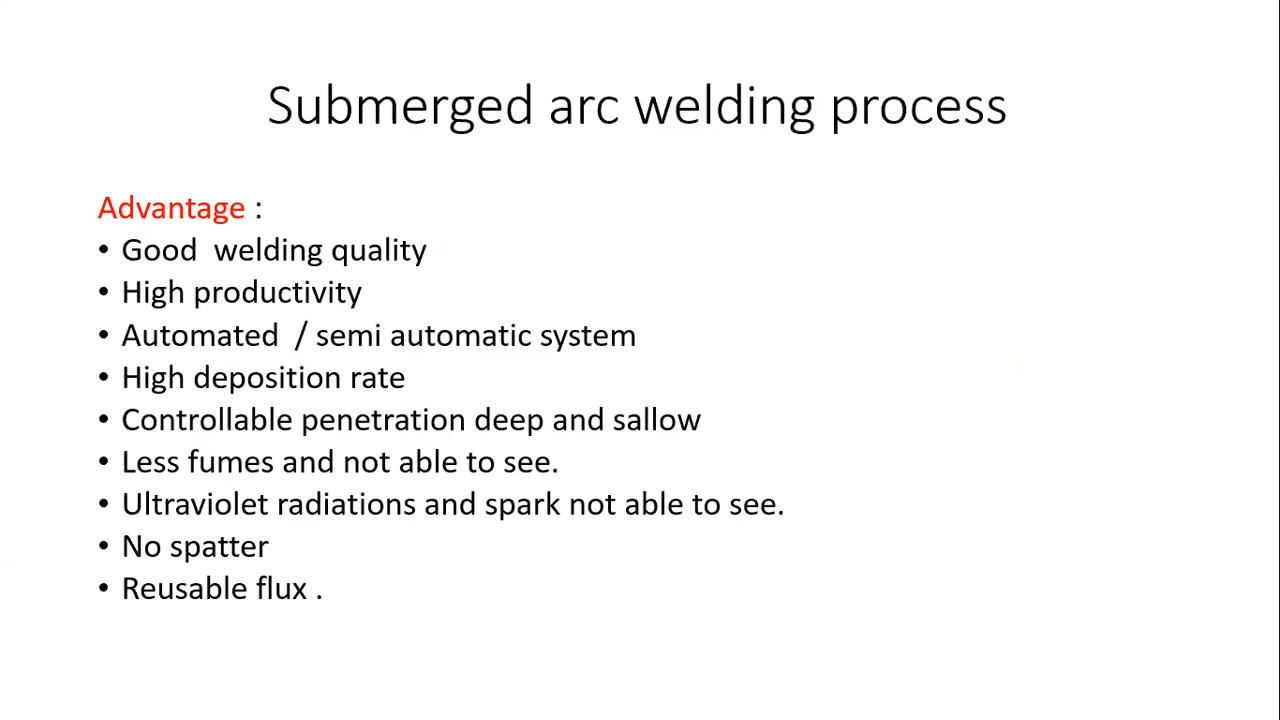 Submerged arc welding process
Advantage :
• Good  welding quality
• High productivity
• Automated  / semi automatic system
• High deposition rate
• Controllable penetration deep and sallow
• Less fumes and not able to see.
• Ultraviolet radiations and spark not able to see.
• No spatter
• Reusable flux .